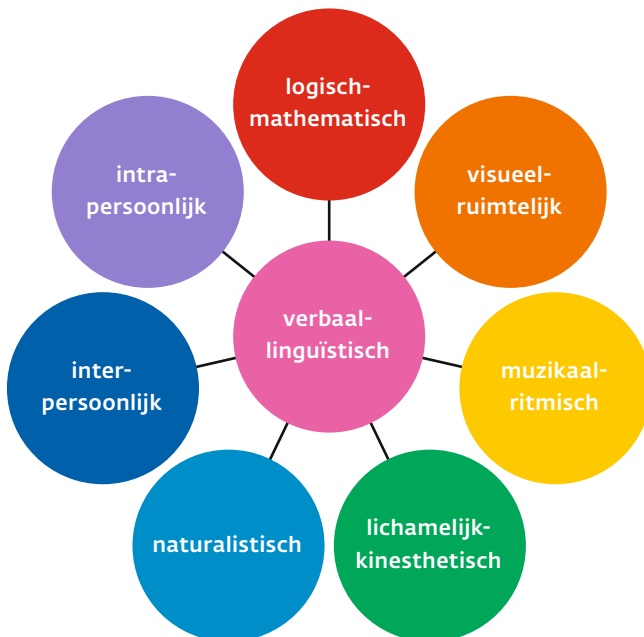 logisch-
mathematisch
visueel-
ruimtelijk
muzikaal-
ritmisch
lichamelijk-
kinesthetisch
naturalistisch
inter-
persoonlijk
intra-
persoonlijk
verbaal-
linguïstisch